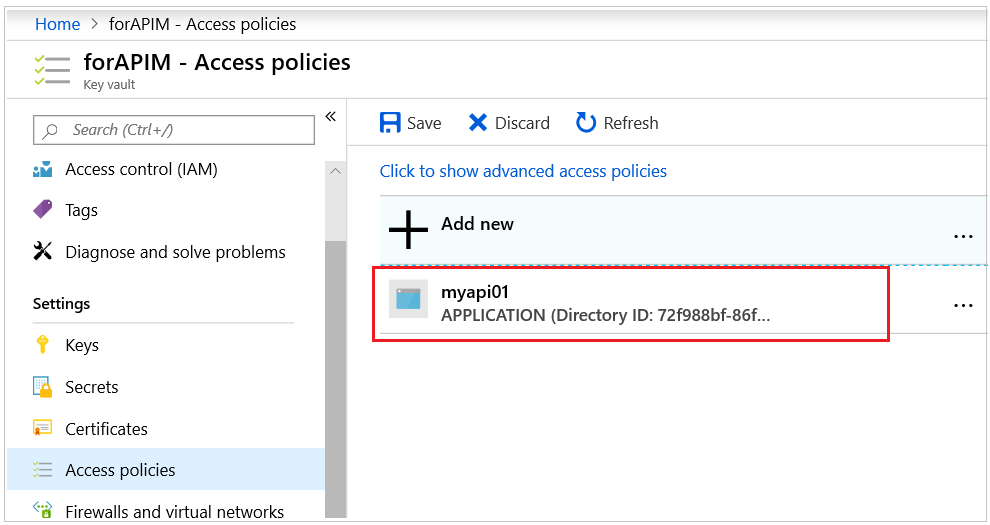 Home > forAPIM - Access policies
forAPIM - Access policies
Key vault
Search (Ctrl+/)
«
Access control (IAM)
Tags
Diagnose and solve problems
Settings
Keys
Secrets
Certificates
Access policies
Firewalls and virtual networks
Save Discard Refresh
Click to show advanced access policies
Add new
...
myapi01
APPLICATION (Directory ID: 72f988bf-86f...
...